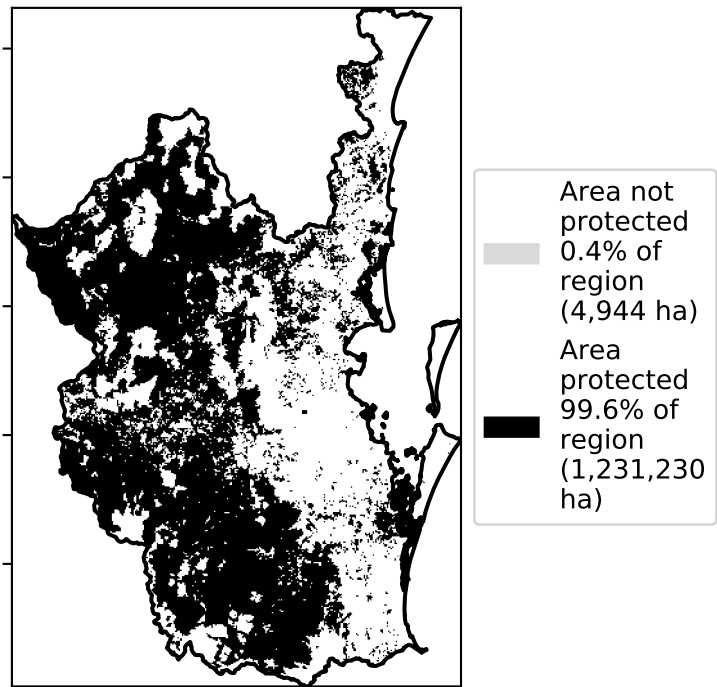 Area not
protected
0.4% of
region
(4,944 ha)
Area
protected
99.6% of
region
(1,231,230
ha)